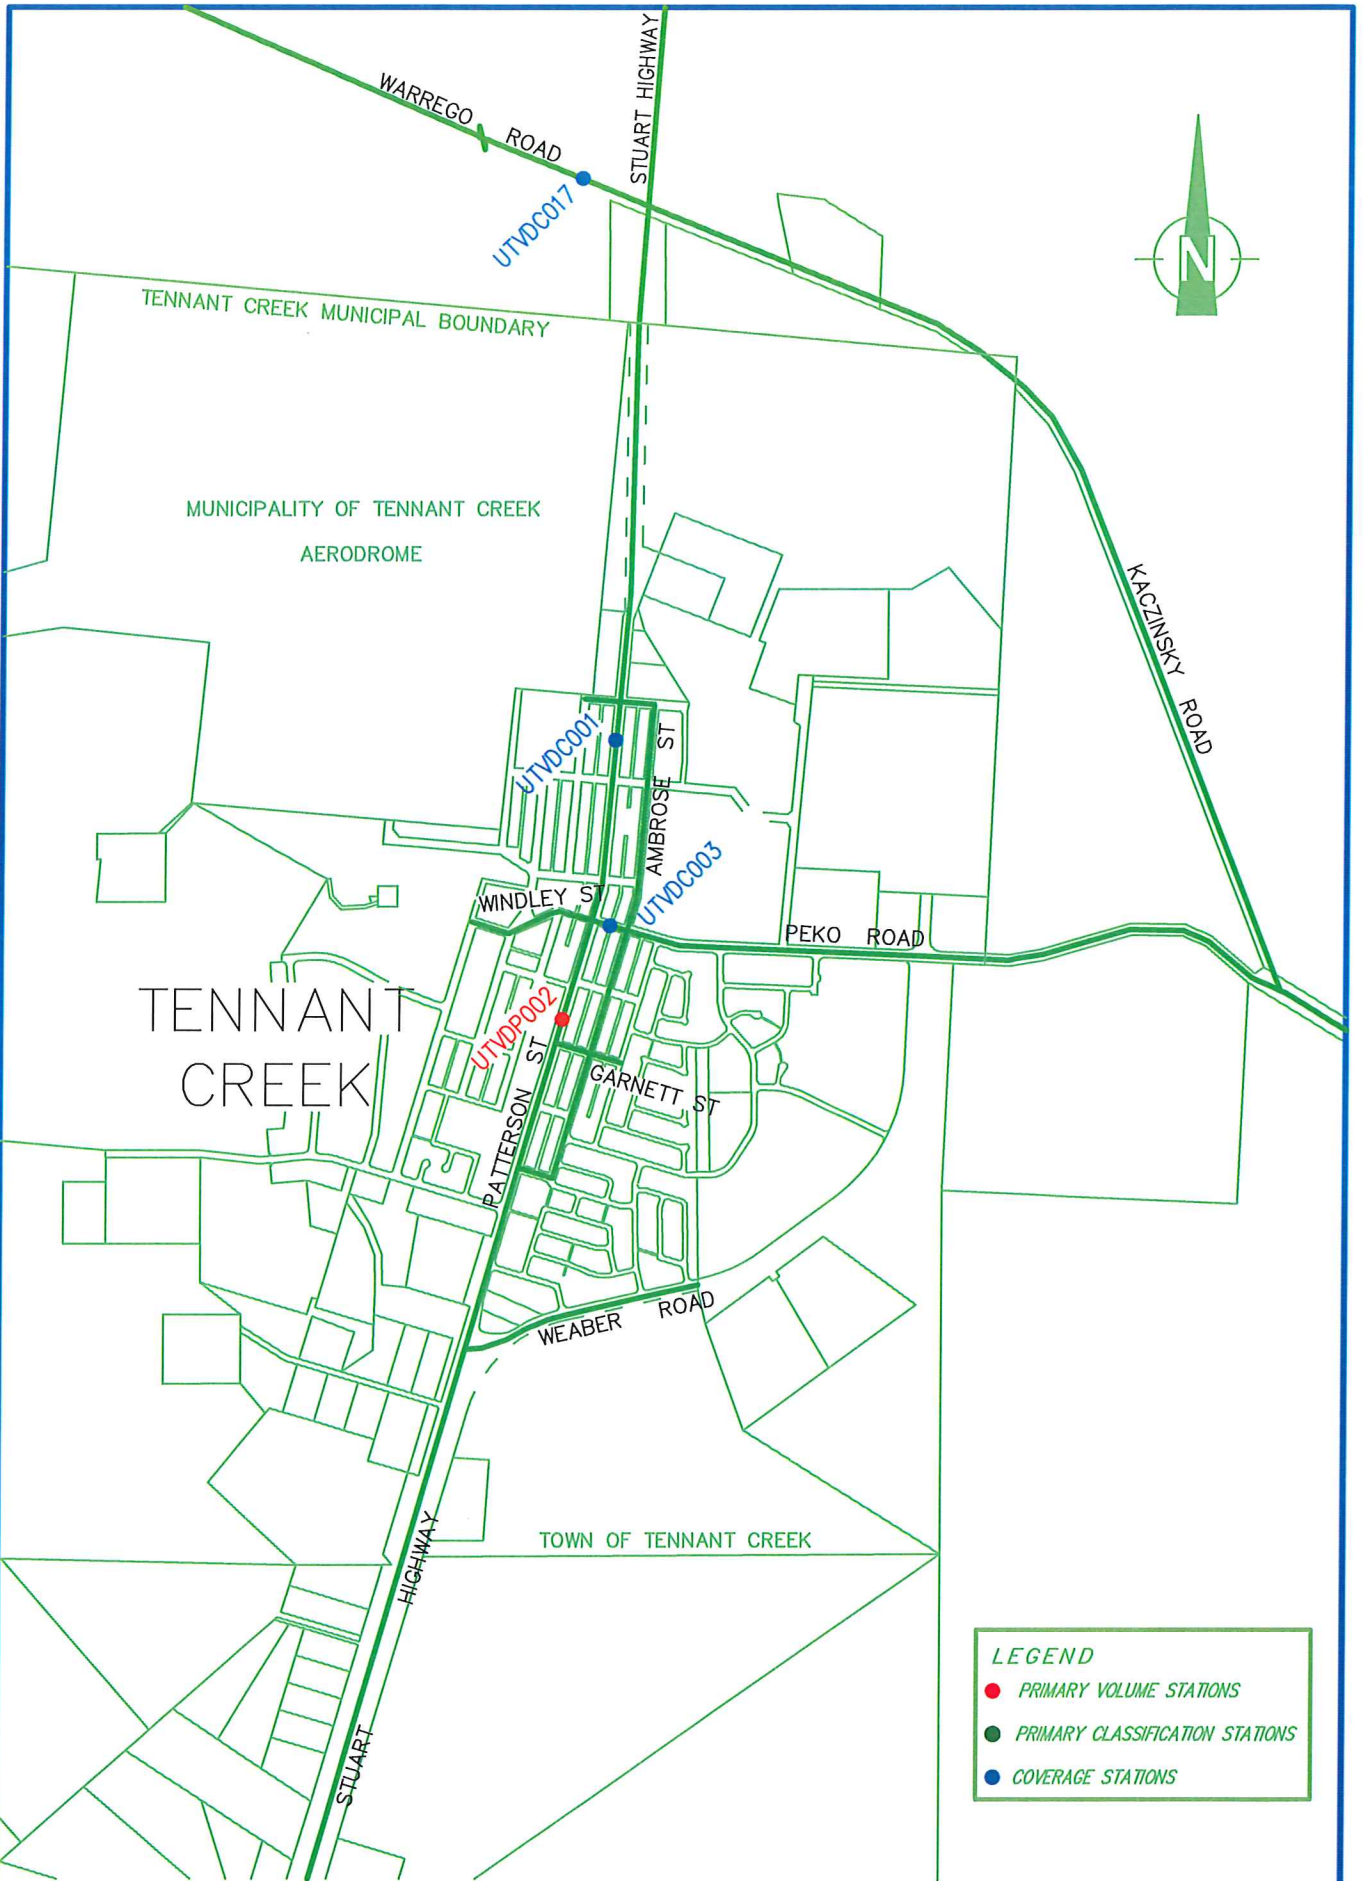 STUART HIGHWAY
WARREGO ROAD
UTVDC017
N
TENNANT CREEK MUNICIPAL BOUNDARY
MUNICIPALITY OF TENNANT CREEK
AERODROME
KACZINSKY ROAD
UTVDC001
AMBROSE ST
UTVDC003
WINDLEY ST
PEKO ROAD
TENNANT
CREEK
UTVDP002
PATTERSON ST
GARNETT ST
WEABER ROAD
TOWN OF TENNANT CREEK
STUART HIGHWAY
LEGEND
PRIMARY VOLUME STATIONS
PRIMARY CLASSIFICATION STATIONS
COVERAGE STATIONS